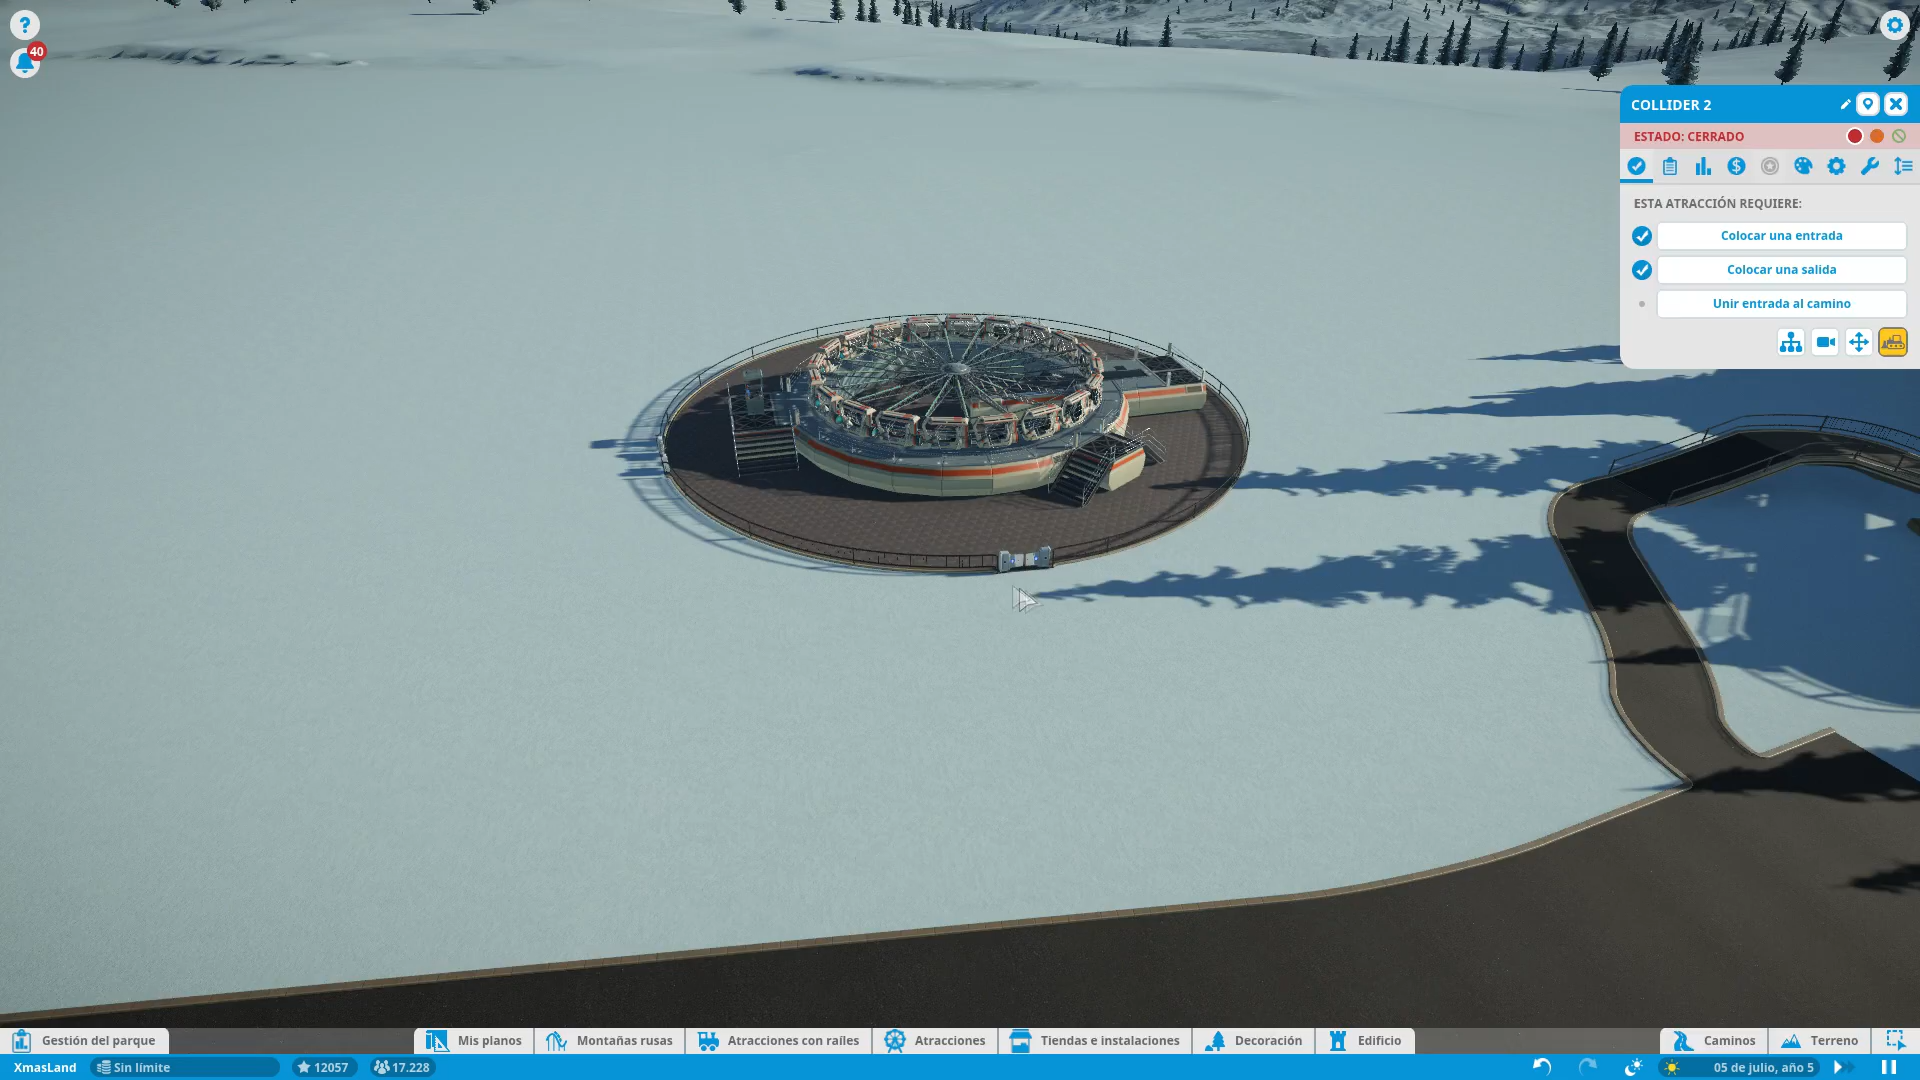 ?
40
COLLIDER 2
ESTADO: CERRADO
ESTA ATRACCIÓN REQUIERE:
Colocar una entrada
Colocar una salida
Unir entrada al camino
Gestión del parque
Mis planos
Montañas rusas
Atracciones con raíles
Atracciones
Tiendas e instalaciones
Decoración
Edificio
Caminos
Terreno
XmasLand
Sin límite
12057
17.228
05 de julio, año 5